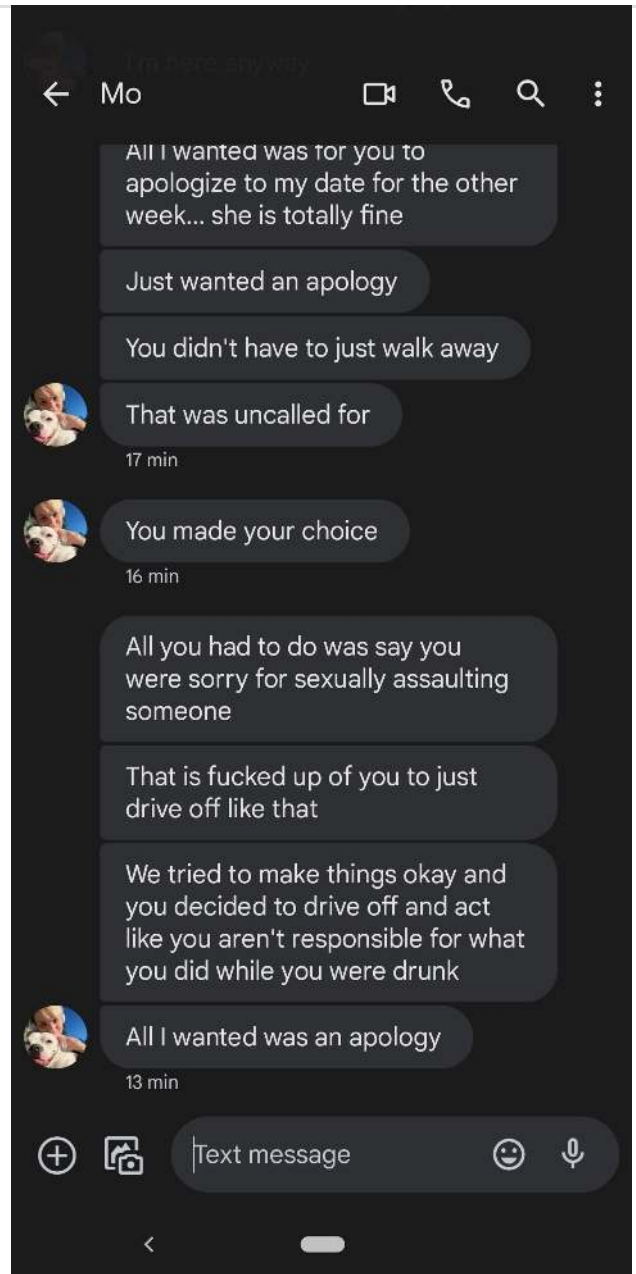 I'm here anyway
Mo
All I wanted was for you to
apologize to my date for the other
week... she is totally fine
Just wanted an apology
You didn't have to just walk away
That was uncalled for
17 min
You made your choice
16 min
All you had to do was say you
were sorry for sexually assaulting
someone
That is fucked up of you to just
drive off like that
We tried to make things okay and
you decided to drive off and act
like you aren't responsible for what
you did while you were drunk
All I wanted was an apology
13 min
Text message